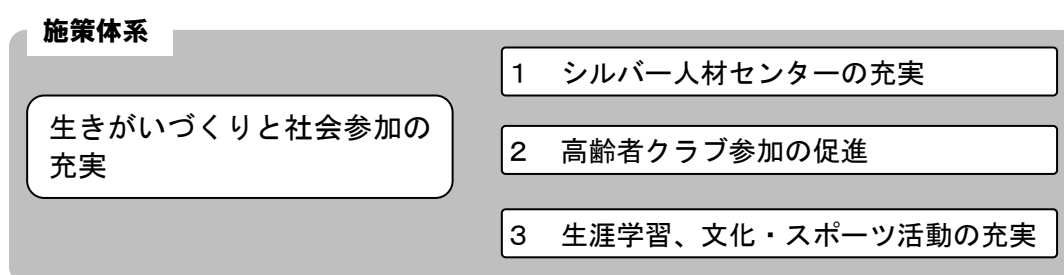 施策体系
生きがいづくりと社会参加の
充実
１　シルバー人材センターの充実
２　高齢者クラブ参加の促進
３　生涯学習、文化・スポーツ活動の充実